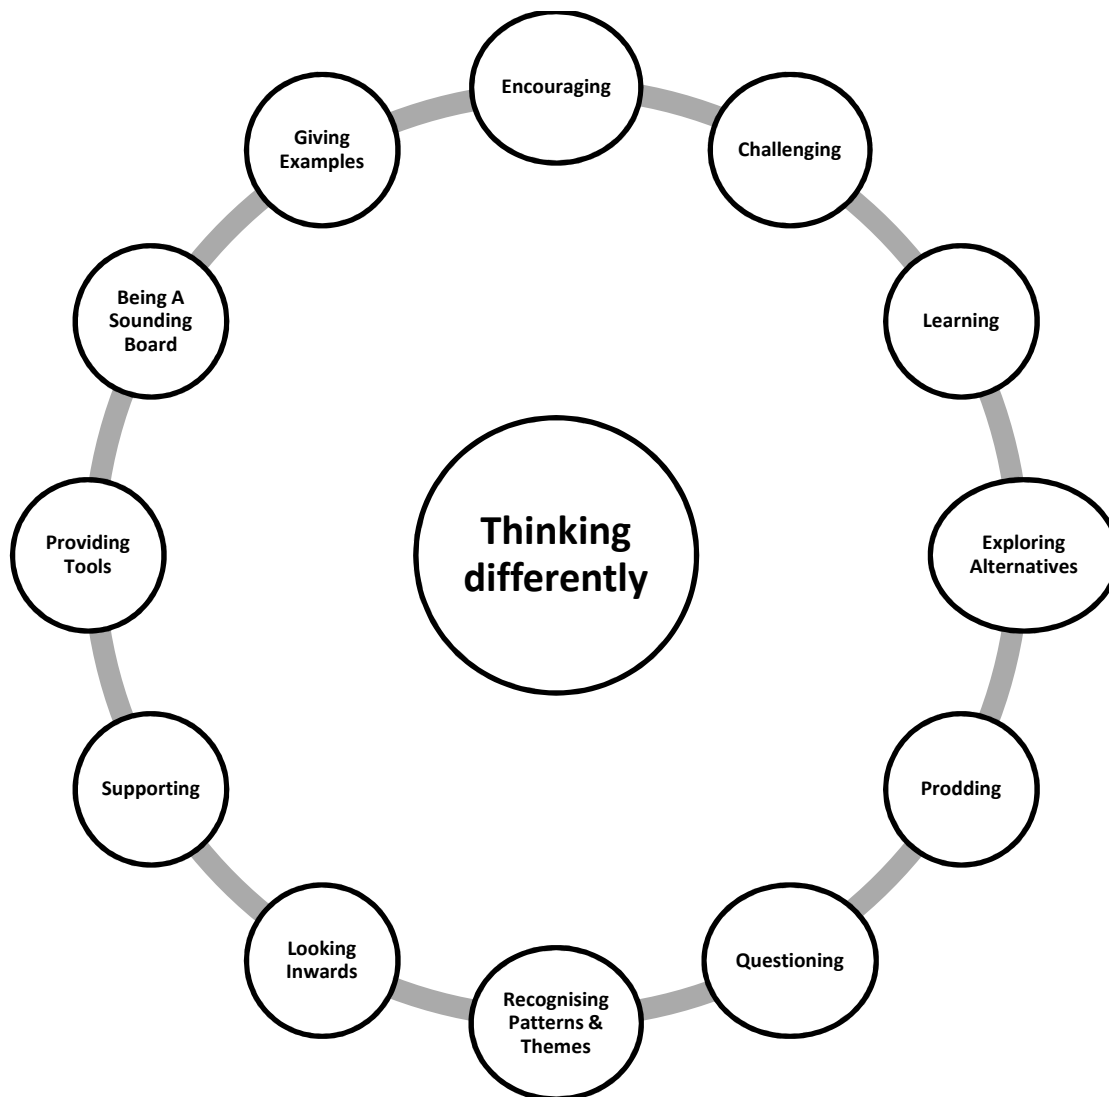 Encouraging
Challenging
Learning
Exploring
Alternatives
Prodding
Questioning
Recognising
Patterns &
Themes
Looking
Inwards
Supporting
Providing
Tools
Being A
Sounding
Board
Giving
Examples
Thinking
differently